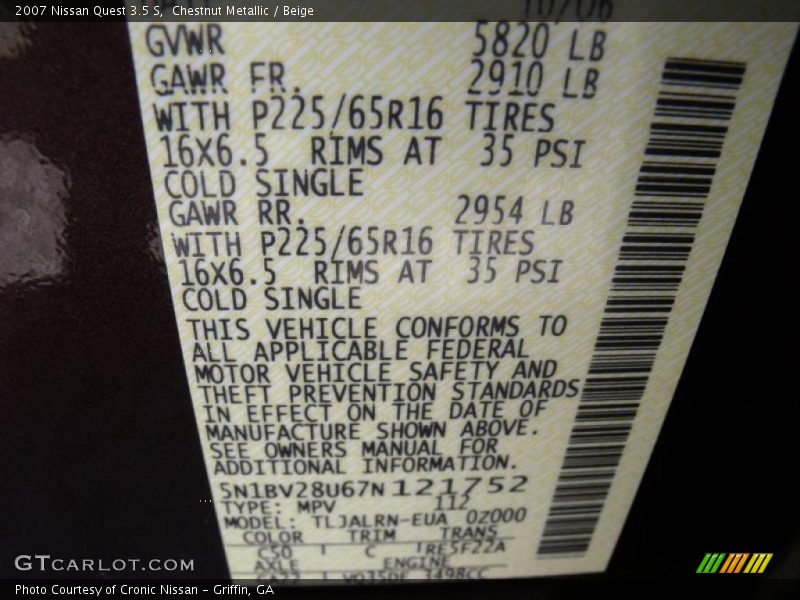 2007 Nissan Quest 3.5 S,  Chestnut Metallic / Beige
10/06
GVWR 5820 LB
GAWR FR. 2910 LB
WITH P225/65R16 TIRES
16X6.5 RIMS AT 35 PSI
COLD SINGLE
GAWR RR. 2954 LB
WITH P225/65R16 TIRES
16X6.5 RIMS AT 35 PSI
COLD SINGLE
THIS VEHICLE CONFORMS TO
ALL APPLICABLE FEDERAL
MOTOR VEHICLE SAFETY AND
THEFT PREVENTION STANDARDS
IN EFFECT ON THE DATE OF
MANUFACTURE SHOWN ABOVE.
SEE OWNERS MANUAL FOR
ADDITIONAL INFORMATION.
5N1BV28U67N121752
TYPE: MPV 112
MODEL: TLJALRN-EUA 0Z000
COLOR TRIM TRANS
C50 C RE5F22A
AXLE ENGINE
VQ35DE 3498CC
GTCARLOT.COM
Photo Courtesy of Cronic Nissan - Griffin, GA